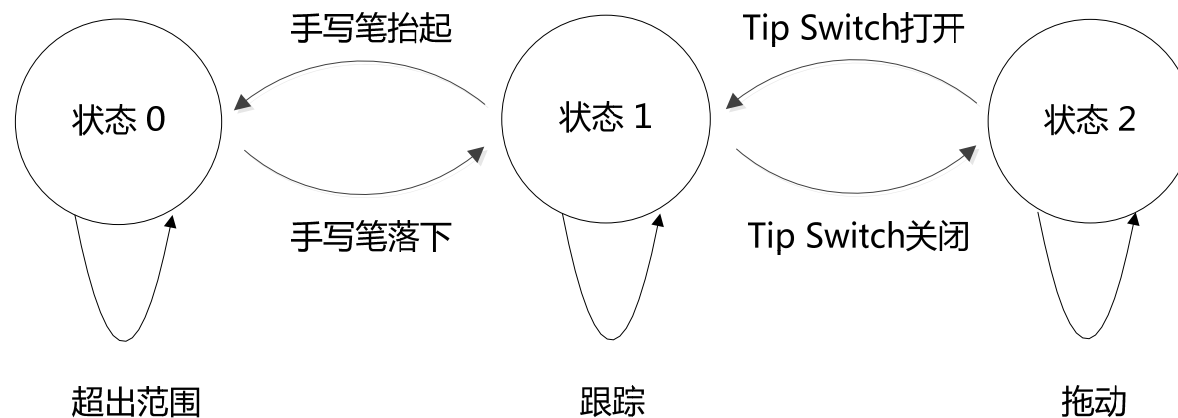 手写笔抬起
Tip Switch打开
状态 0
状态 1
状态 2
手写笔落下
Tip Switch关闭
超出范围
跟踪
拖动